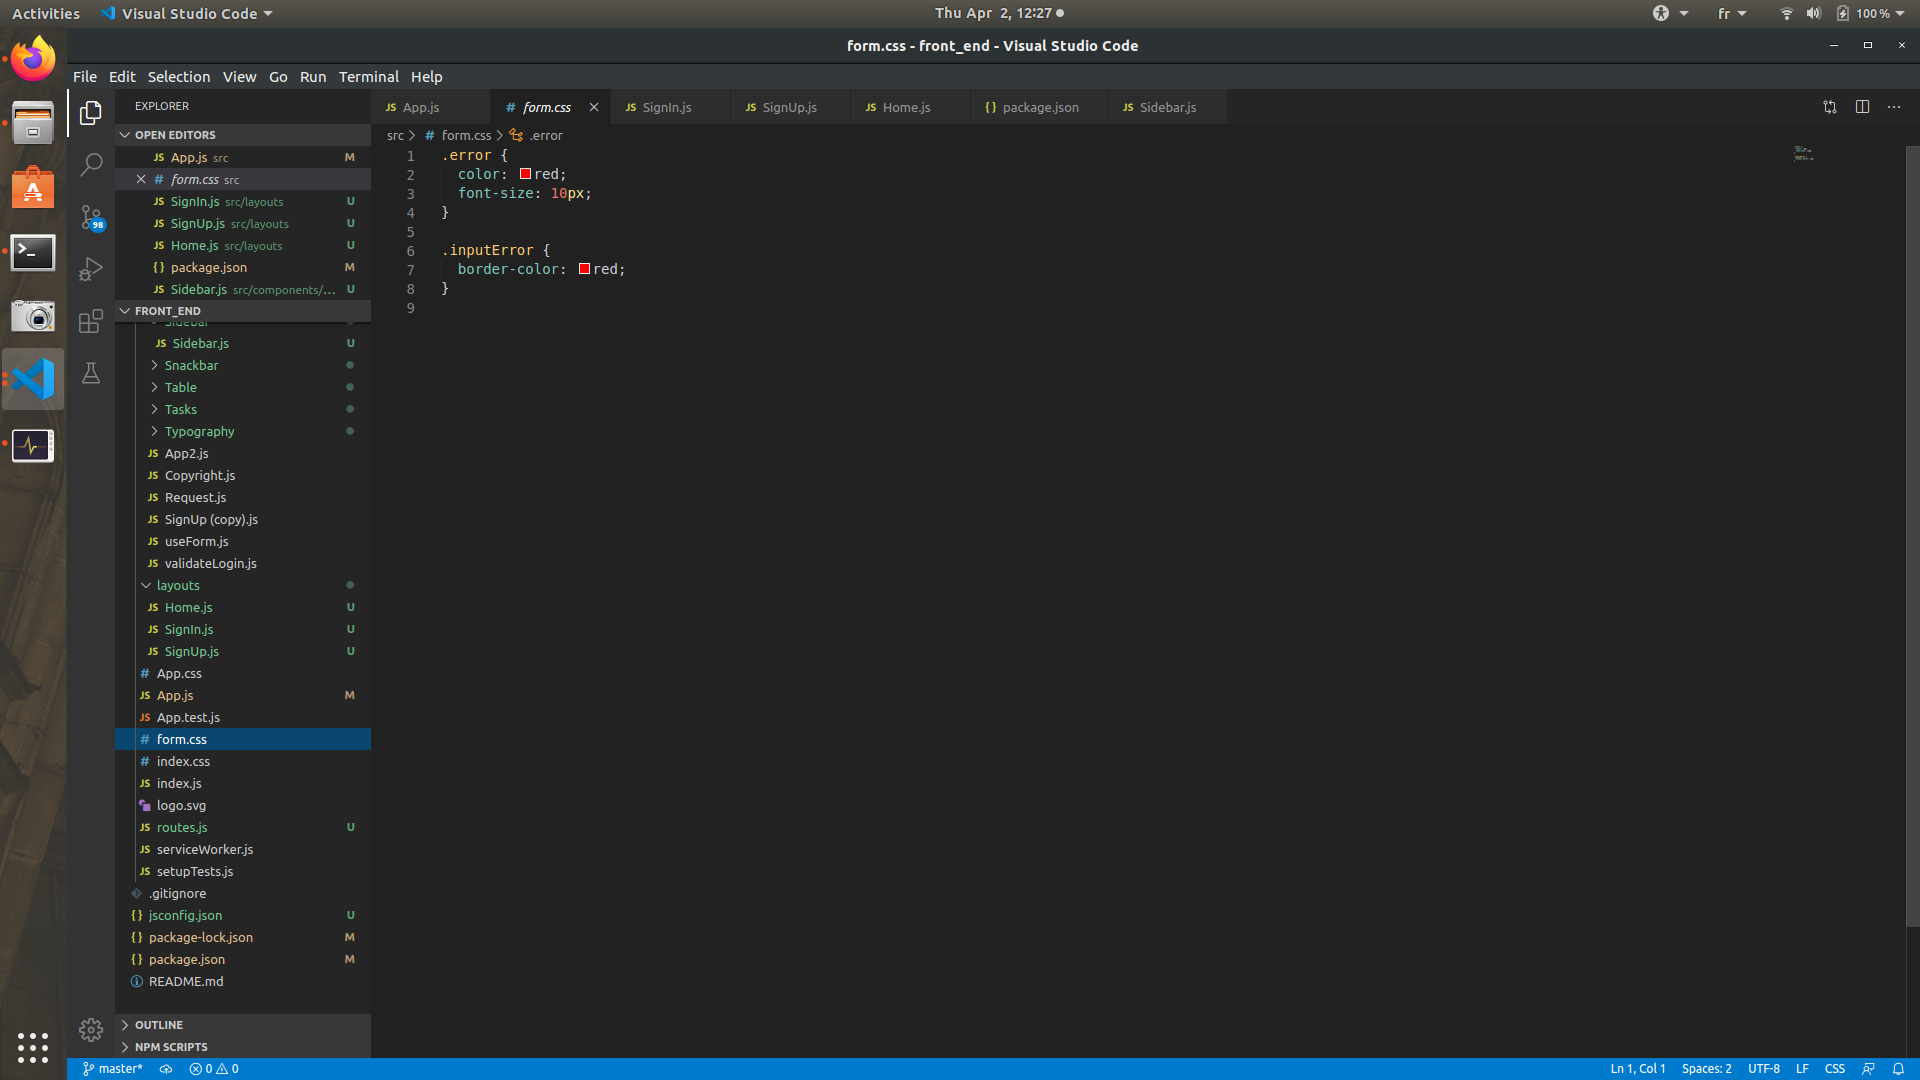 Activities Visual Studio Code Thu Apr 2, 12:27 fr 100 %
form.css - front_end - Visual Studio Code
File Edit Selection View Go Run Terminal Help
EXPLORER
JS App.js # form.css JS SignIn.js JS SignUp.js JS Home.js {} package.json JS Sidebar.js
OPEN EDITORS
JS App.js src M
# form.css src
JS SignIn.js src/layouts U
JS SignUp.js src/layouts U
JS Home.js src/layouts U
{} package.json M
JS Sidebar.js src/components/... U
FRONT_END
Sidebar
JS Sidebar.js U
Snackbar
Table
Tasks
Typography
JS App2.js
JS Copyright.js
JS Request.js
JS SignUp (copy).js
JS useForm.js
JS validateLogin.js
layouts
JS Home.js U
JS SignIn.js U
JS SignUp.js U
# App.css
JS App.js M
JS App.test.js
# form.css
# index.css
JS index.js
logo.svg
JS routes.js U
JS serviceWorker.js
JS setupTests.js
.gitignore
{} jsconfig.json U
{} package-lock.json M
{} package.json M
README.md
OUTLINE
NPM SCRIPTS
98
src > # form.css > .error
1 .error {
2 color: red;
3 font-size: 10px;
4 }
5
6 .inputError {
7 border-color: red;
8 }
9
master* 0 0 Ln 1, Col 1 Spaces: 2 UTF-8 LF CSS